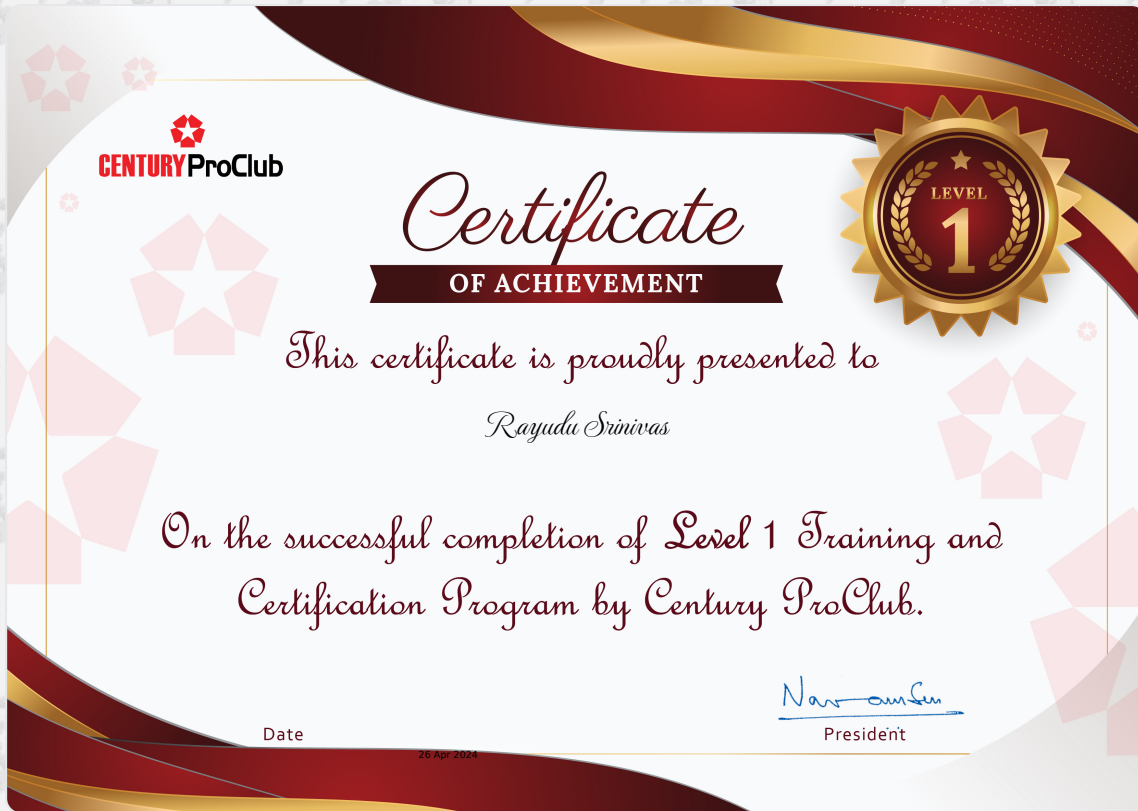 CENTURY ProClub
LEVEL
1
Certificate
OF ACHIEVEMENT
This certificate is proudly presented to
Rayudu Srinivas
On the successful completion of Level 1 Training and
Certification Program by Century ProClub.
Date
President
26 Apr 2024